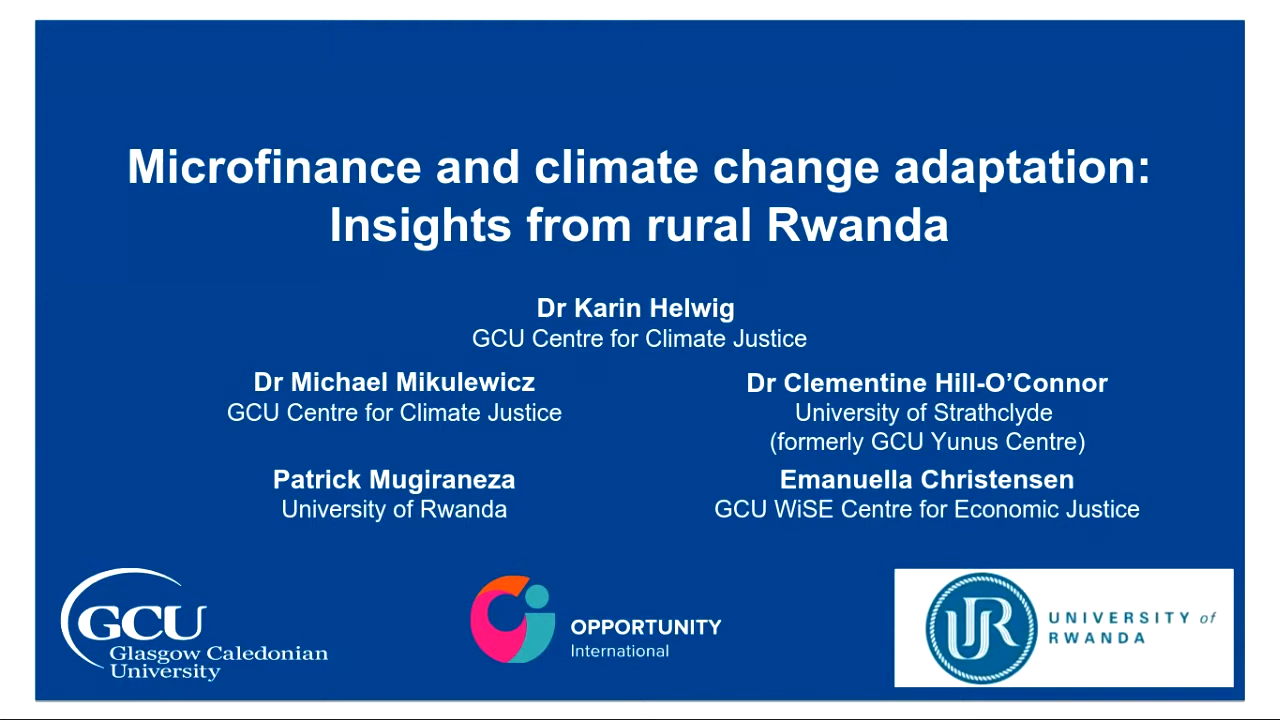 Microfinance and climate change adaptation:
Insights from rural Rwanda
Dr Karin Helwig
GCU Centre for Climate Justice
Dr Michael Mikulewicz
GCU Centre for Climate Justice
Dr Clementine Hill-O’Connor
University of Strathclyde
(formerly GCU Yunus Centre)
Patrick Mugiraneza
University of Rwanda
Emanuella Christensen
GCU WiSE Centre for Economic Justice
GCU
Glasgow Caledonian
University
OPPORTUNITY
International
UR
UNIVERSITY of
RWANDA